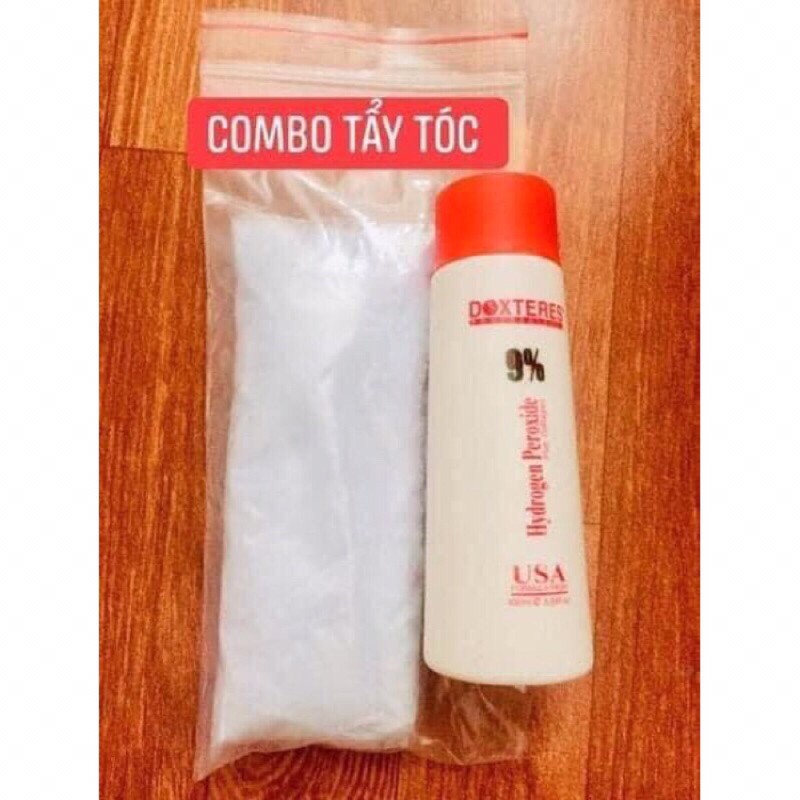 COMBO TẨY TÓC
DOXTERES
9%
Hydrogen Peroxide
USA